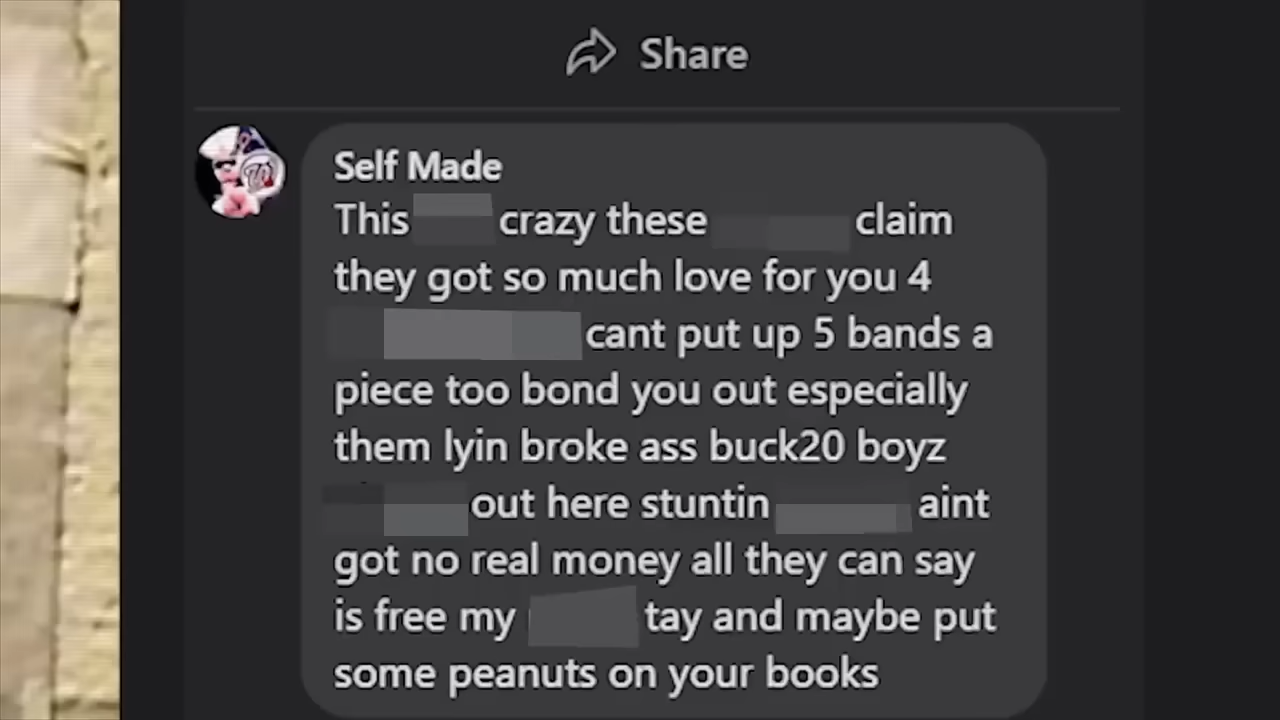 Share
Self Made
This crazy these claim
they got so much love for you 4
cant put up 5 bands a
piece too bond you out especially
them lyin broke ass buck20 boyz
out here stuntin aint
got no real money all they can say
is free my tay and maybe put
some peanuts on your books